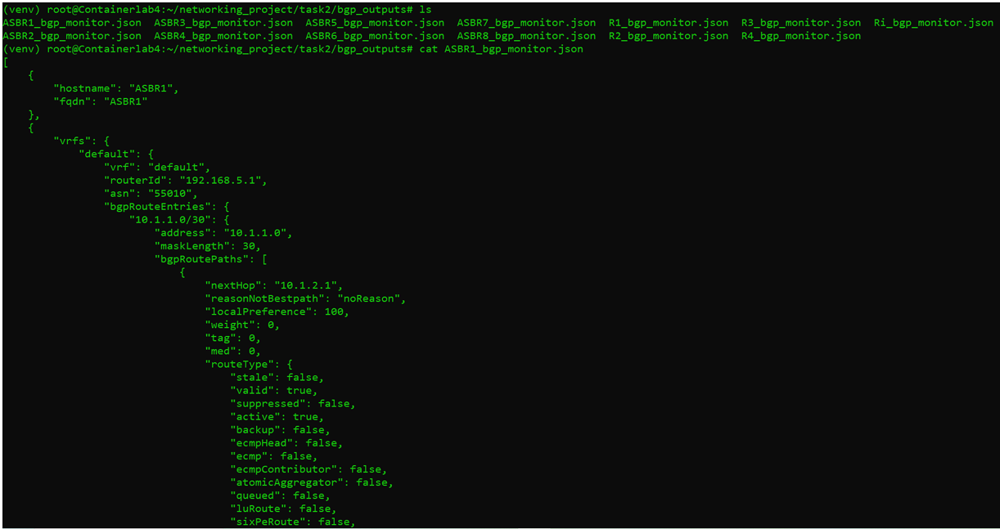 (venv) root@Containerlab4:~/networking_project/task2/bgp_outputs# ls
ASBR1_bgp_monitor.json  ASBR3_bgp_monitor.json  ASBR5_bgp_monitor.json  ASBR7_bgp_monitor.json  R1_bgp_monitor.json  R3_bgp_monitor.json  Ri_bgp_monitor.json
ASBR2_bgp_monitor.json  ASBR4_bgp_monitor.json  ASBR6_bgp_monitor.json  ASBR8_bgp_monitor.json  R2_bgp_monitor.json  R4_bgp_monitor.json
(venv) root@Containerlab4:~/networking_project/task2/bgp_outputs# cat ASBR1_bgp_monitor.json
[
    {
        "hostname": "ASBR1",
        "fqdn": "ASBR1"
    },
    {
        "vrfs": {
            "default": {
                "vrf": "default",
                "routerId": "192.168.5.1",
                "asn": "55010",
                "bgpRouteEntries": {
                    "10.1.1.0/30": {
                        "address": "10.1.1.0",
                        "maskLength": 30,
                        "bgpRoutePaths": [
                            {
                                "nextHop": "10.1.2.1",
                                "reasonNotBestpath": "noReason",
                                "localPreference": 100,
                                "weight": 0,
                                "tag": 0,
                                "med": 0,
                                "routeType": {
                                    "stale": false,
                                    "valid": true,
                                    "suppressed": false,
                                    "active": true,
                                    "backup": false,
                                    "ecmpHead": false,
                                    "ecmp": false,
                                    "ecmpContributor": false,
                                    "atomicAggregator": false,
                                    "queued": false,
                                    "luRoute": false,
                                    "sixPeRoute": false,